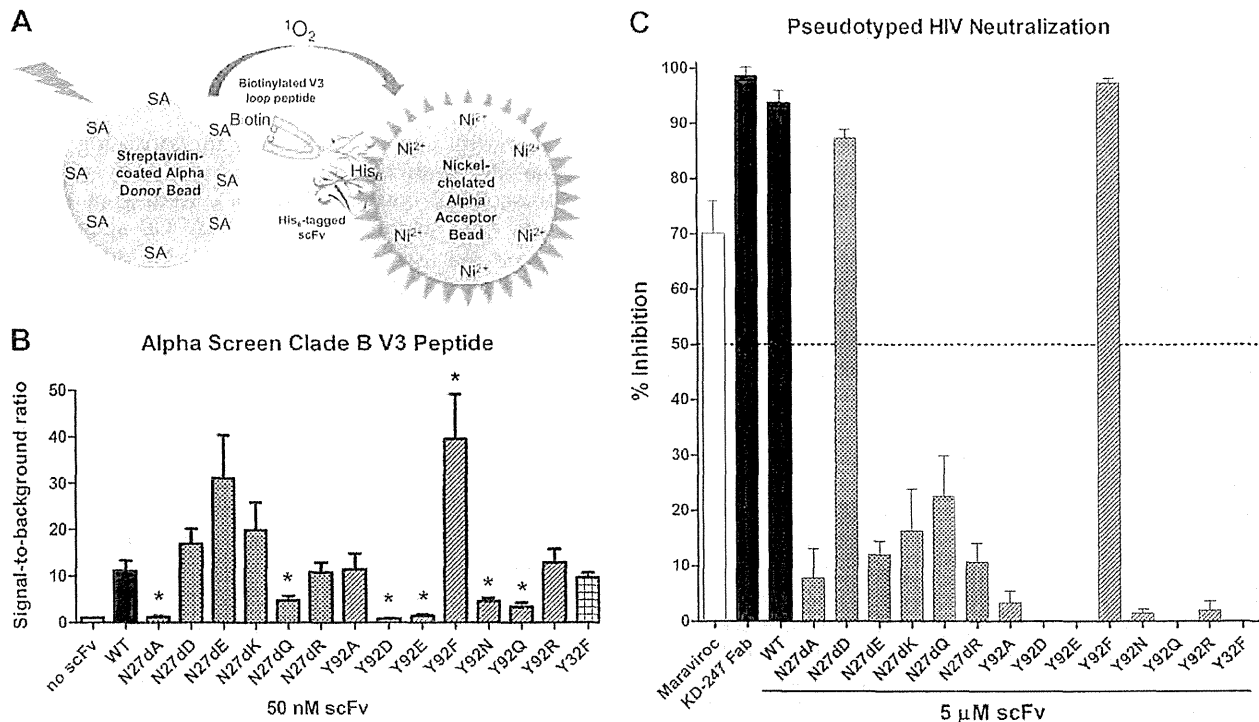 A
¹O₂
Biotinylated V3
loop peptide
Biotin
SA
SA
SA
SA
SA
SA
SA
SA
Streptavidin-
coated Alpha
Donor Bead
His₆
His₆-tagged
scFv
Ni²⁺
Ni²⁺
Ni²⁺
Ni²⁺
Ni²⁺
Ni²⁺
Nickel-
chelated
Alpha
Acceptor
Bead
B
Alpha Screen Clade B V3 Peptide
Signal-to-background ratio
50
40
30
20
10
0
* * * * * * *
no scFv WT N27dA N27dD N27dE N27dK N27dQ N27dR Y92A Y92D Y92E Y92F Y92N Y92Q Y92R Y32F
50 nM scFv
C
Pseudotyped HIV Neutralization
% Inhibition
100
90
80
70
60
50
40
30
20
10
0
Maraviroc KD-247 Fab WT N27dA N27dD N27dE N27dK N27dQ N27dR Y92A Y92D Y92E Y92F Y92N Y92Q Y92R Y32F
5 µM scFv